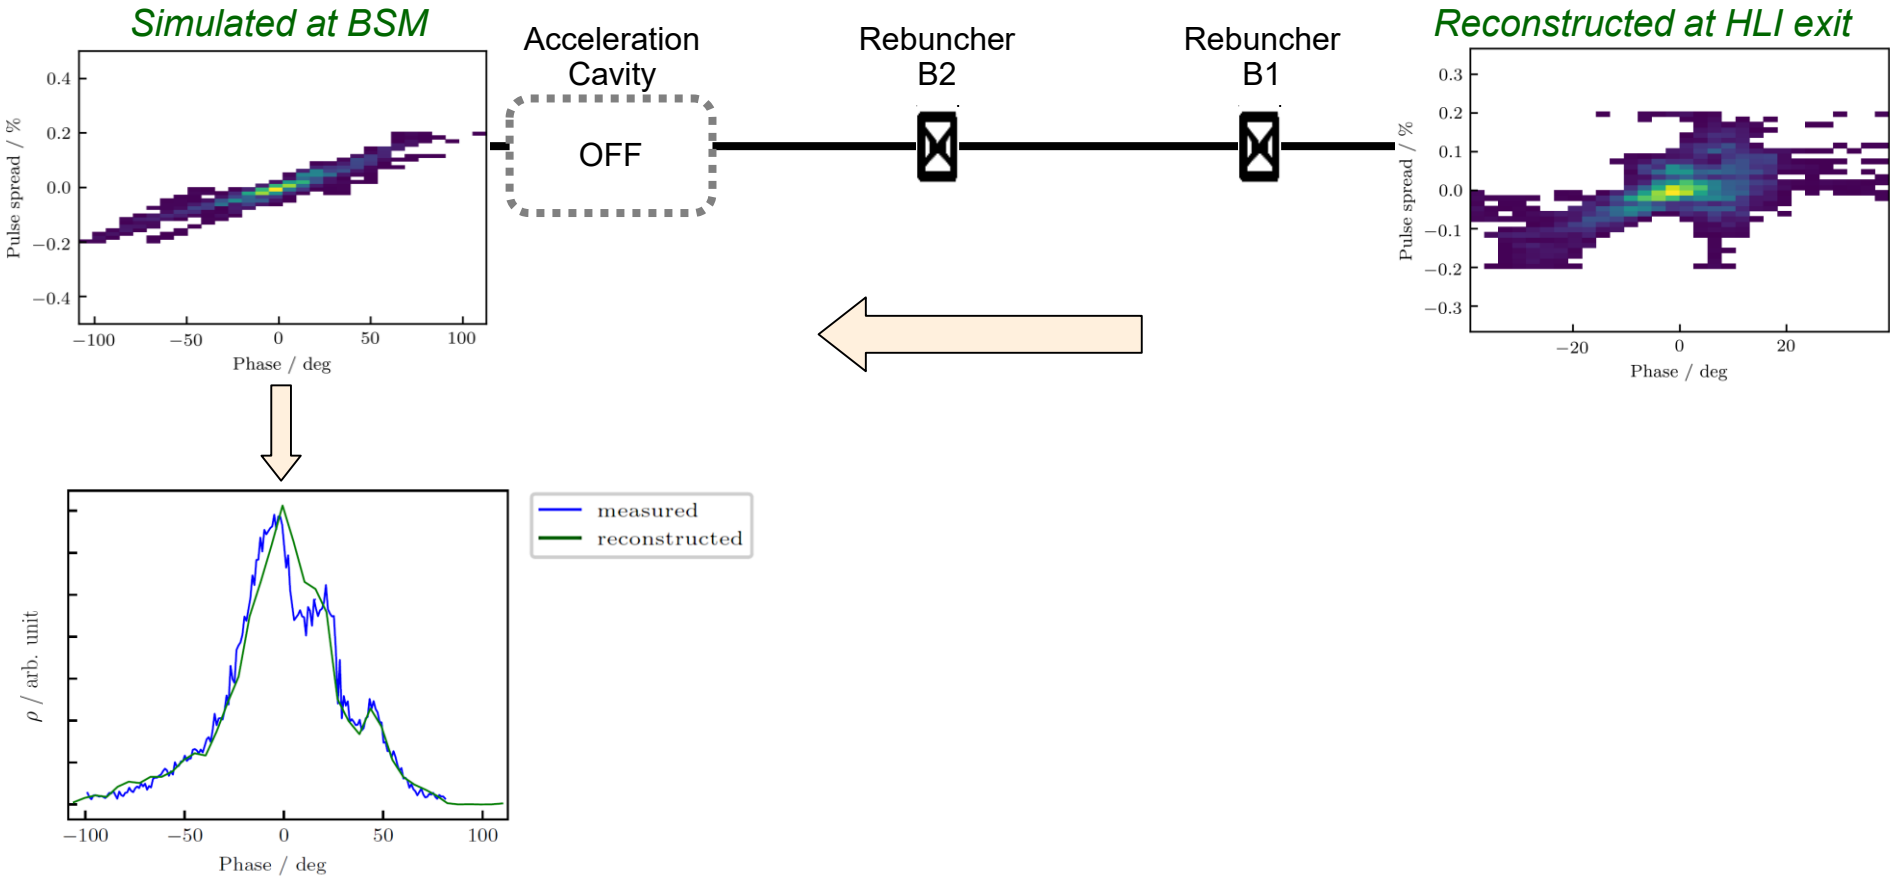 Simulated at BSM
Acceleration
Cavity
Rebuncher
B2
Rebuncher
B1
Reconstructed at HLI exit
OFF
Pulse spread / %
0.4
0.2
0.0
−0.2
−0.4
−100
−50
0
50
100
Phase / deg
Pulse spread / %
0.3
0.2
0.1
0.0
−0.1
−0.2
−0.3
−20
0
20
Phase / deg
measured
reconstructed
ρ / arb. unit
−100
−50
0
50
100
Phase / deg